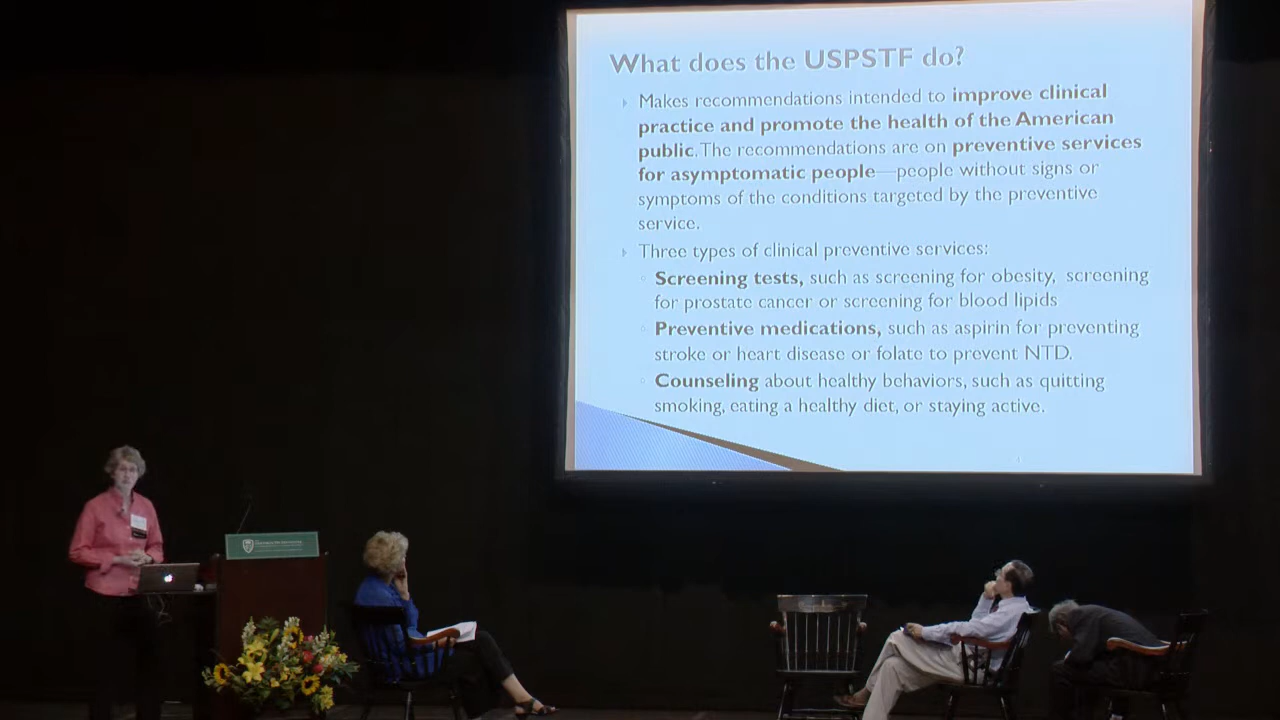 What does the USPSTF do?
Makes recommendations intended to improve clinical
practice and promote the health of the American
public. The recommendations are on preventive services
for asymptomatic people—people without signs or
symptoms of the conditions targeted by the preventive
service.
Three types of clinical preventive services:
Screening tests, such as screening for obesity, screening
for prostate cancer or screening for blood lipids
Preventive medications, such as aspirin for preventing
stroke or heart disease or folate to prevent NTD.
Counseling about healthy behaviors, such as quitting
smoking, eating a healthy diet, or staying active.